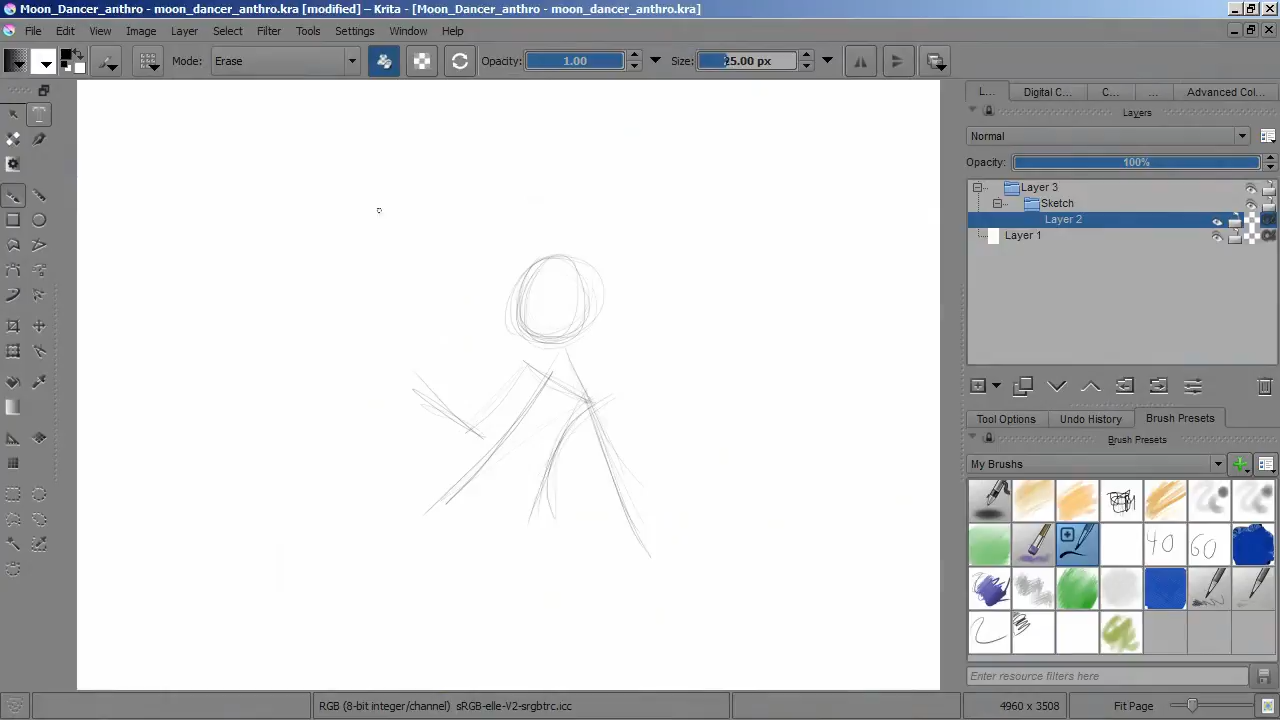 Moon_Dancer_anthro - moon_dancer_anthro.kra [modified] – Krita - [Moon_Dancer_anthro - moon_dancer_anthro.kra]
File Edit View Image Layer Select Filter Tools Settings Window Help
Mode: Erase Opacity: 1.00 Size: 25.00 px
L... Digital C... C... ... Advanced Col...
Layers
Normal
Opacity: 100%
Layer 3
Sketch
Layer 2
Layer 1
Tool Options Undo History Brush Presets
Brush Presets
My Brushes
40 60
Enter resource filters here
RGB (8-bit integer/channel) sRGB-elle-V2-srgbtrc.icc 4960 x 3508 Fit Page